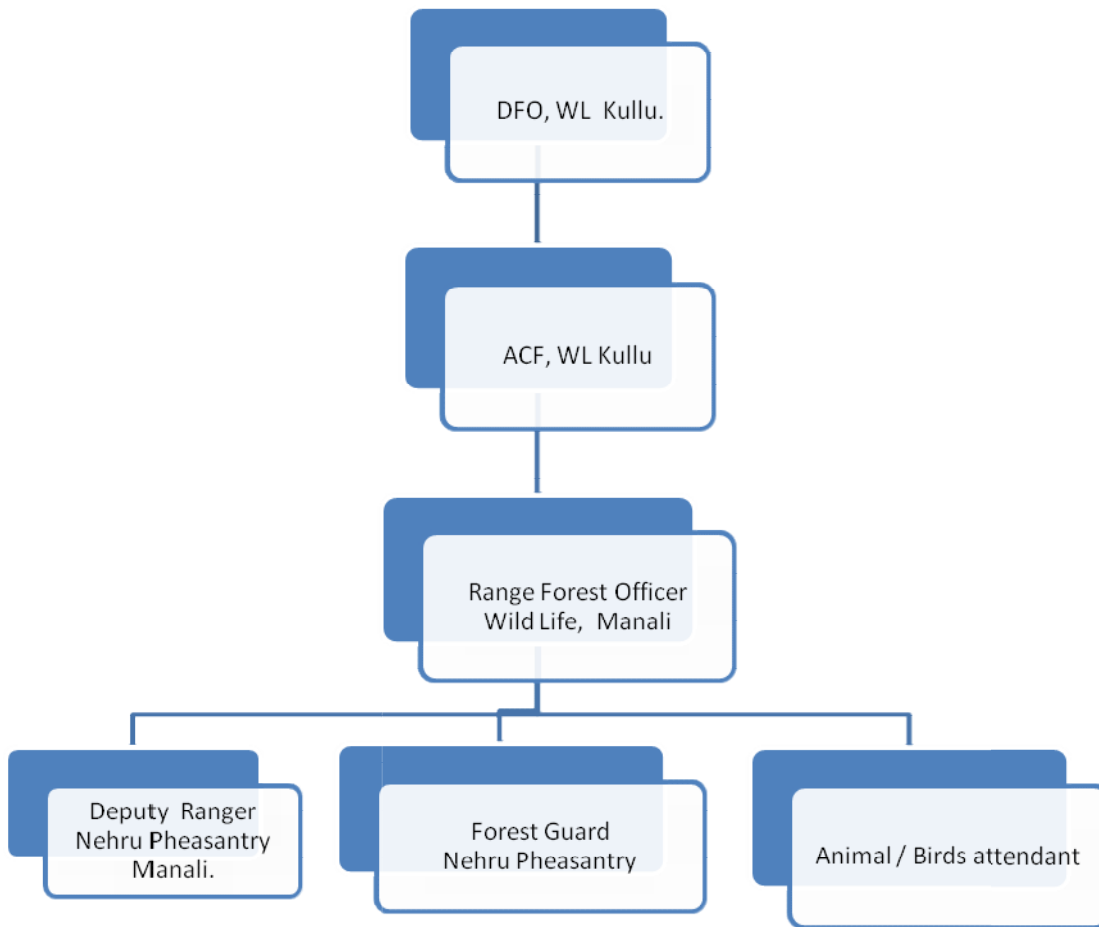 DFO, WL Kullu.
ACF, WL Kullu
Range Forest Officer
Wild Life, Manali
Deputy Ranger
Nehru Pheasantry
Manali.
Forest Guard
Nehru Pheasantry
Animal / Birds attendant